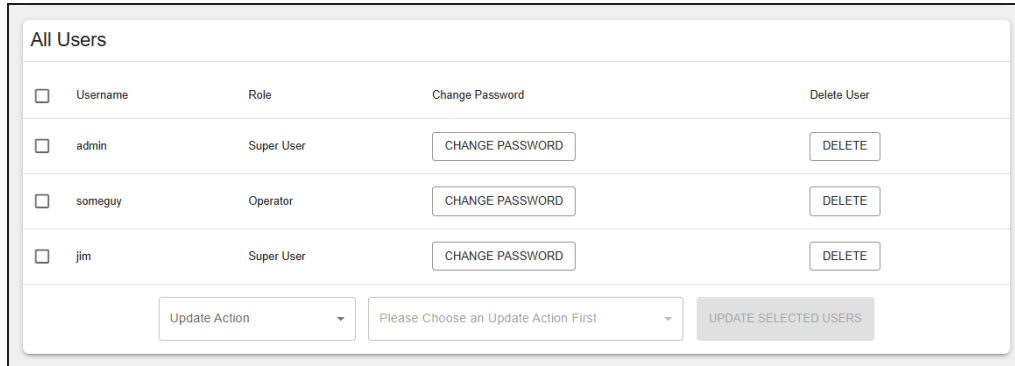 All Users
Username Role Change Password Delete User
admin Super User CHANGE PASSWORD DELETE
someguy Operator CHANGE PASSWORD DELETE
jim Super User CHANGE PASSWORD DELETE
Update Action Please Choose an Update Action First UPDATE SELECTED USERS